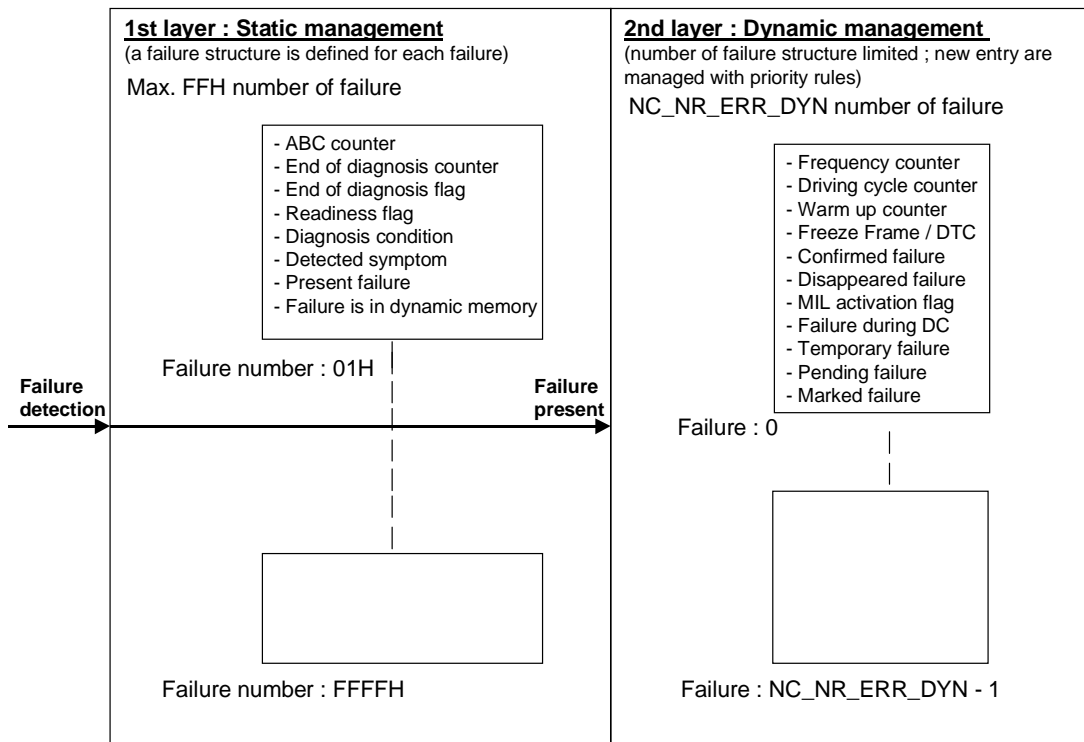 1st layer : Static management
(a failure structure is defined for each failure)
Max. FFH number of failure
- ABC counter
- End of diagnosis counter
- End of diagnosis flag
- Readiness flag
- Diagnosis condition
- Detected symptom
- Present failure
- Failure is in dynamic memory
Failure number : 01H
Failure
detection
Failure
present
Failure number : FFFFH
2nd layer : Dynamic management
(number of failure structure limited ; new entry are
managed with priority rules)
NC_NR_ERR_DYN number of failure
- Frequency counter
- Driving cycle counter
- Warm up counter
- Freeze Frame / DTC
- Confirmed failure
- Disappeared failure
- MIL activation flag
- Failure during DC
- Temporary failure
- Pending failure
- Marked failure
Failure : 0
Failure : NC_NR_ERR_DYN - 1